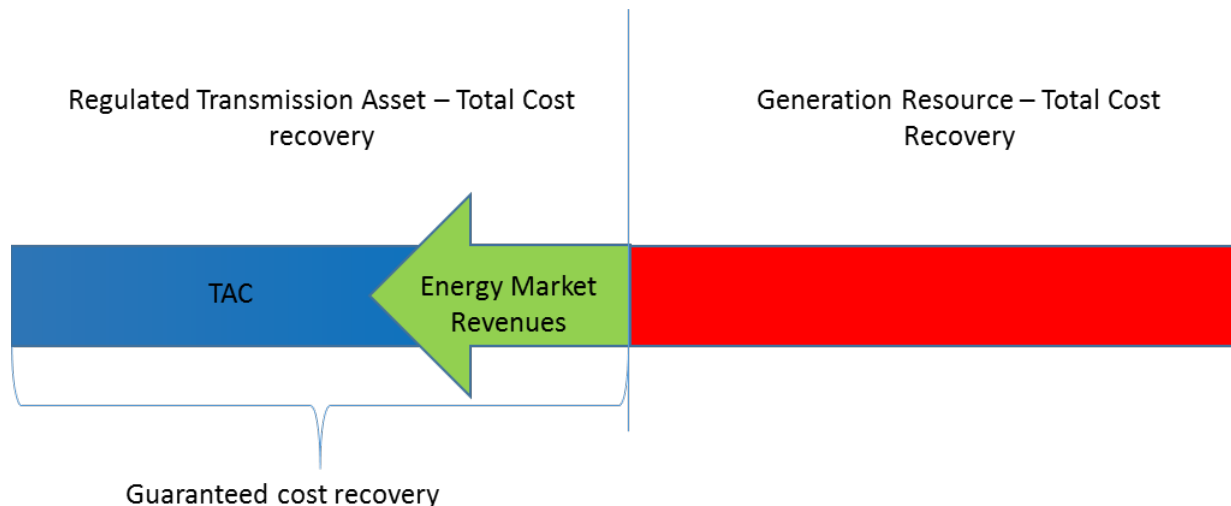 Regulated Transmission Asset – Total Cost
recovery
Generation Resource – Total Cost
Recovery
TAC
Energy Market
Revenues
Guaranteed cost recovery